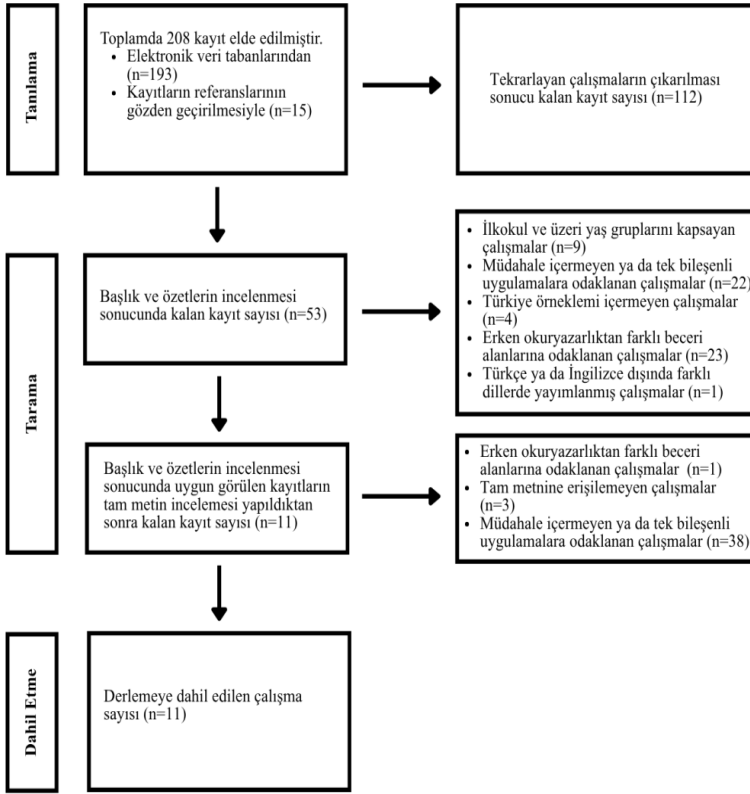 Tanılama
Toplamda 208 kayıt elde edilmiştir.
• Elektronik veri tabanlarından
(n=193)
• Kayıtların referanslarının
gözden geçirilmesiyle (n=15)
Tekrarlayan çalışmaların çıkarılması
sonucu kalan kayıt sayısı (n=112)
Tarama
Başlık ve özetlerin incelenmesi
sonucunda kalan kayıt sayısı (n=53)
• İlkokul ve üzeri yaş gruplarını kapsayan
çalışmalar (n=9)
• Müdahale içermeyen ya da tek bileşenli
uygulamalara odaklanan çalışmalar (n=22)
• Türkiye örneklemi içermeyen çalışmalar
(n=4)
• Erken okuryazarlıktan farklı beceri
alanlarına odaklanan çalışmalar (n=23)
• Türkçe ya da İngilizce dışında farklı
dillerde yayımlanmış çalışmalar (n=1)
Başlık ve özetlerin incelenmesi
sonucunda uygun görülen kayıtların
tam metin incelemesi yapıldıktan
sonra kalan kayıt sayısı (n=11)
• Erken okuryazarlıktan farklı beceri
alanlarına odaklanan çalışmalar (n=1)
• Tam metnine erişilemeyen çalışmalar
(n=3)
• Müdahale içermeyen ya da tek bileşenli
uygulamalara odaklanan çalışmalar (n=38)
Dahil Etme
Derlemeye dahil edilen çalışma
sayısı (n=11)